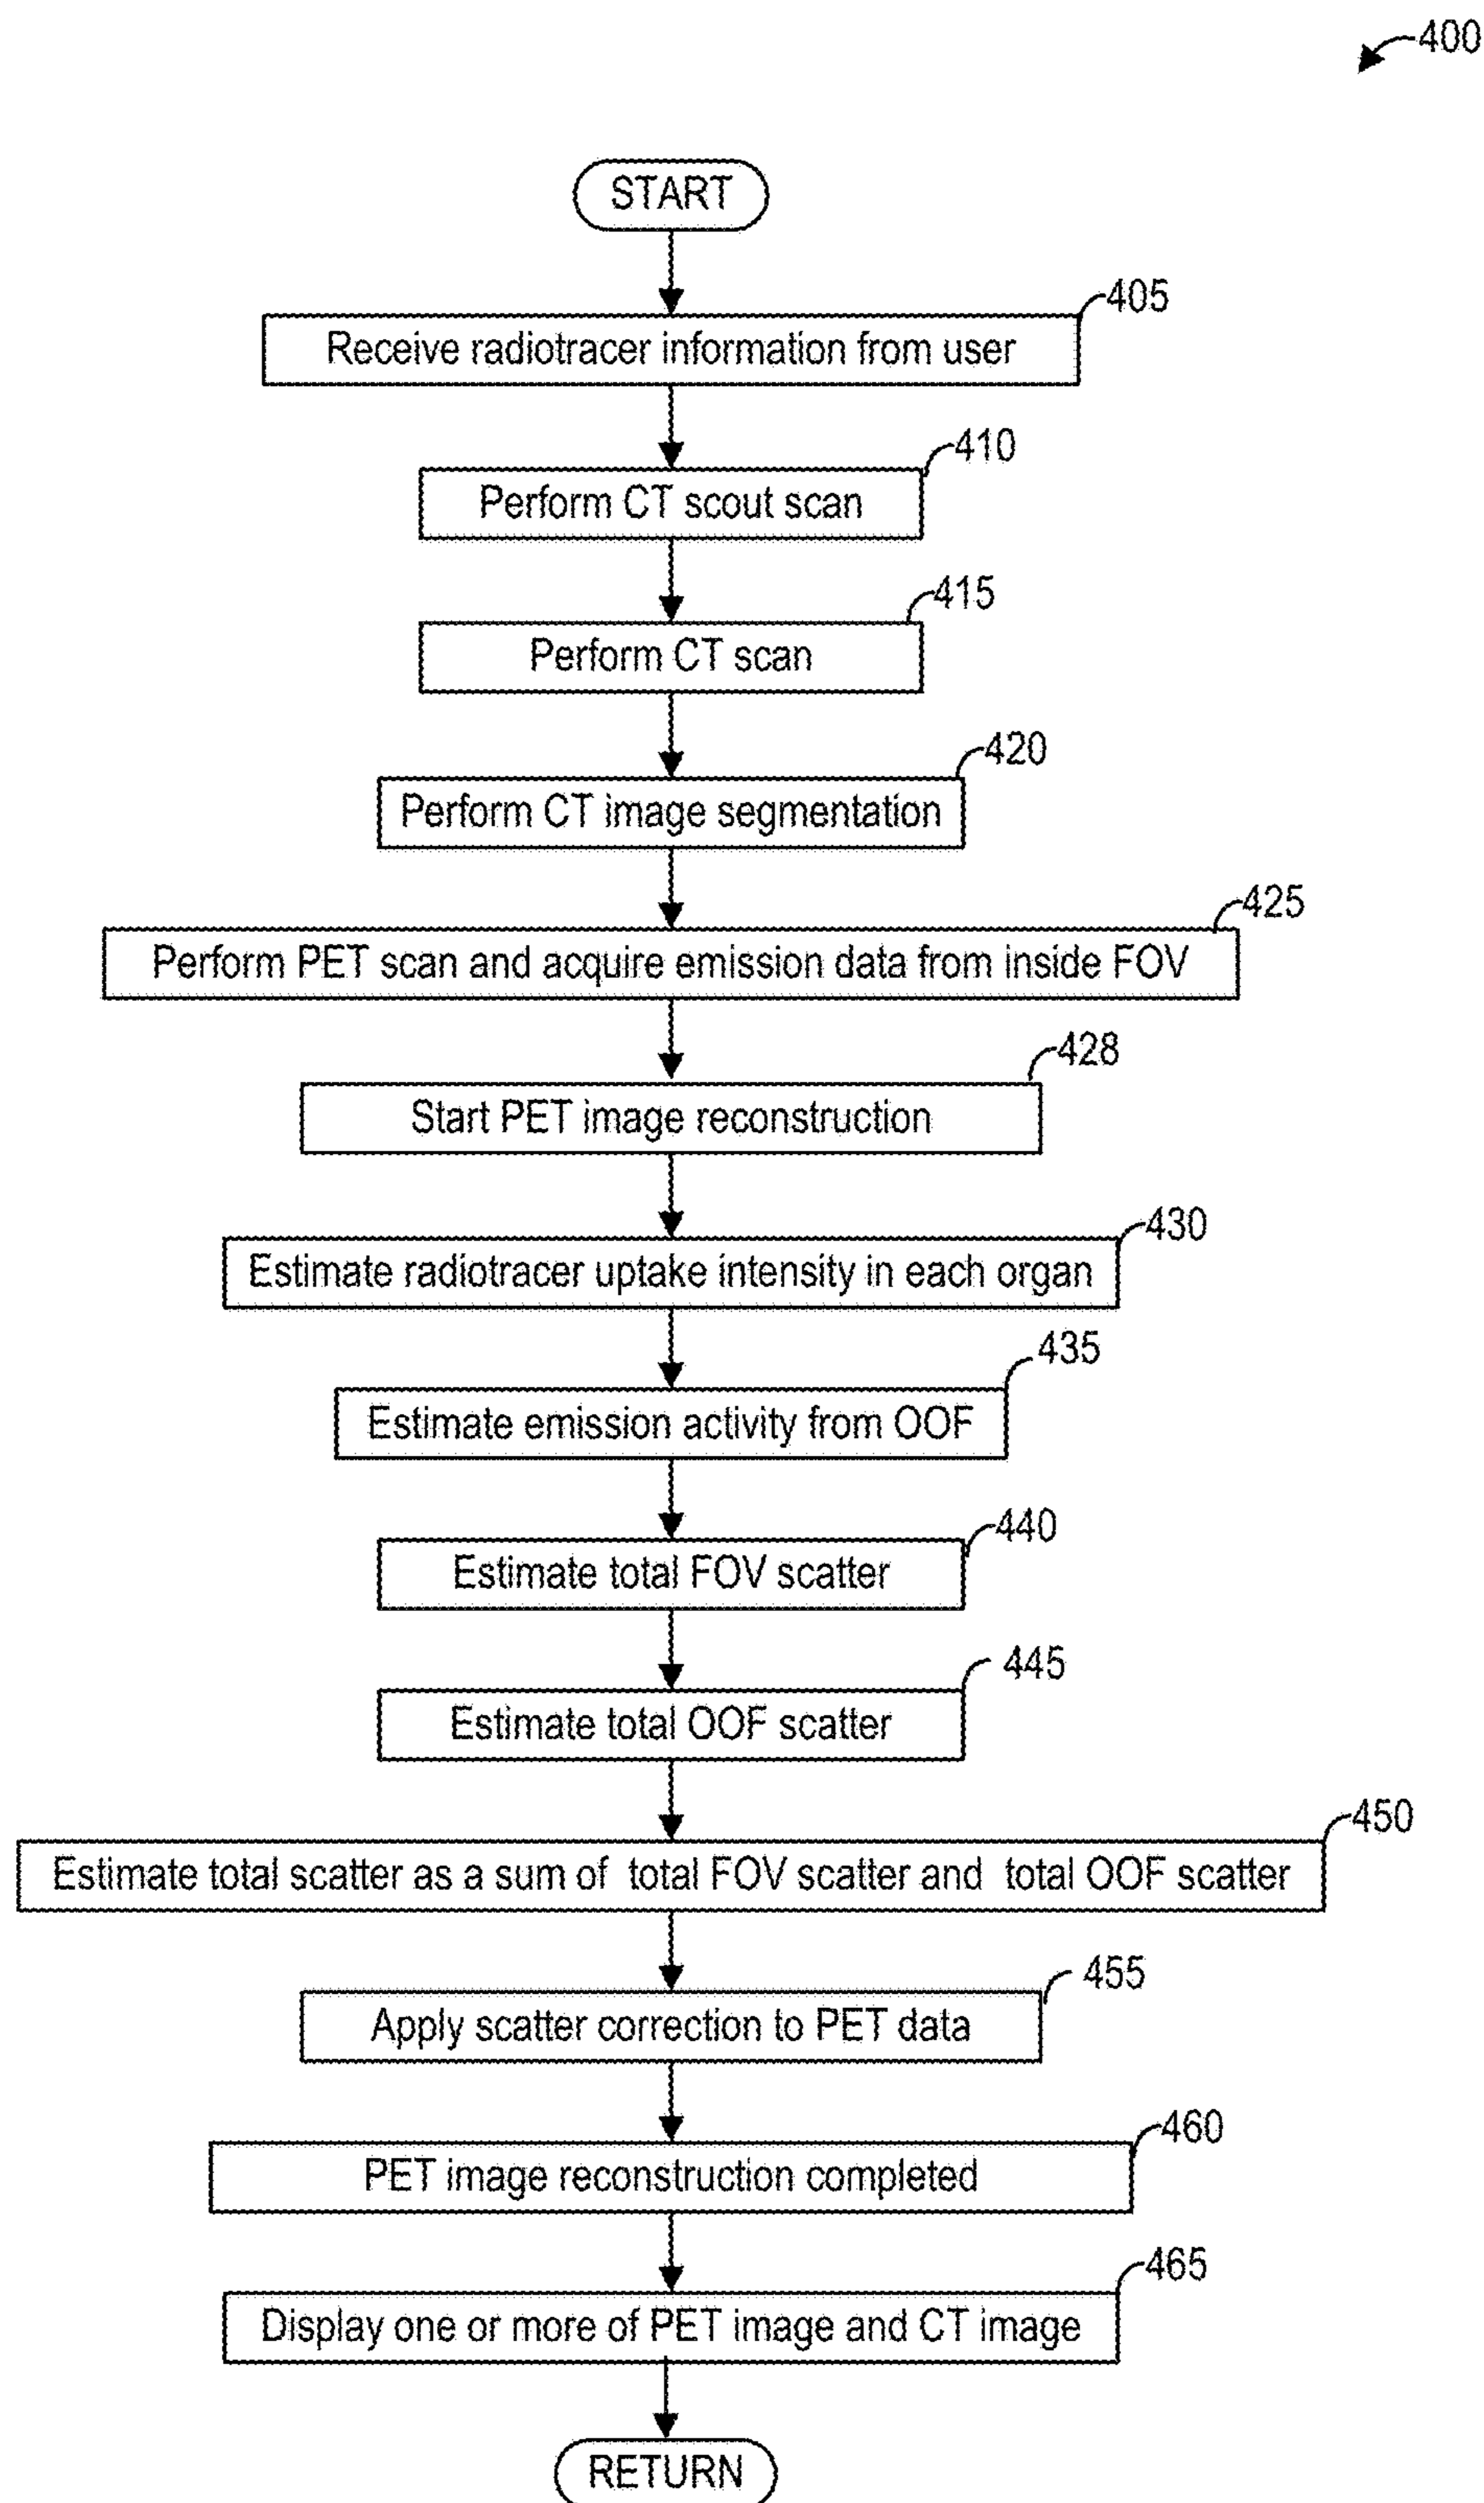 400
START
405
Receive radiotracer information from user
410
Perform CT scout scan
415
Perform CT scan
420
Perform CT image segmentation
425
Perform PET scan and acquire emission data from inside FOV
428
Start PET image reconstruction
430
Estimate radiotracer uptake intensity in each organ
435
Estimate emission activity from OOF
440
Estimate total FOV scatter
445
Estimate total OOF scatter
450
Estimate total scatter as a sum of total FOV scatter and total OOF scatter
455
Apply scatter correction to PET data
460
PET image reconstruction completed
465
Display one or more of PET image and CT image
RETURN